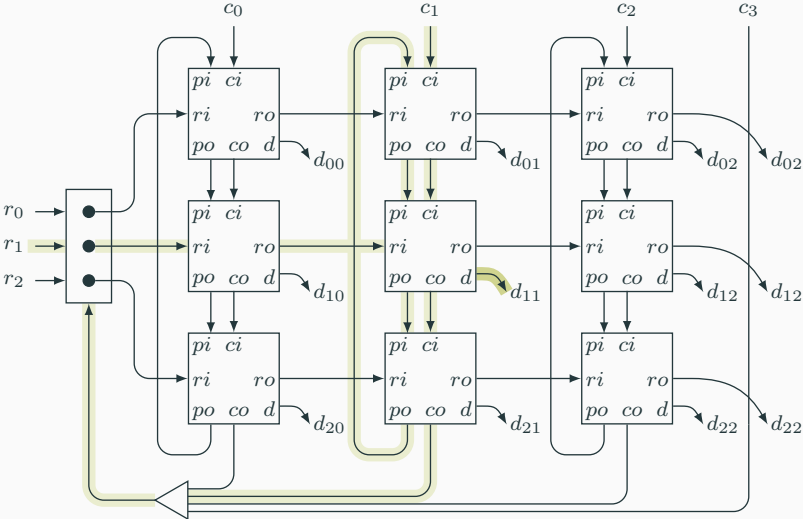 c0 c1 c2 c3
pi ci pi ci pi ci
ri ro ri ro ri ro
po co d po co d po co d
d00 d01 d02 d02
r0
pi ci pi ci pi ci
r1 ri ro ri ro ri ro
r2 po co d po co d po co d
d10 d11 d12 d12
pi ci pi ci pi ci
ri ro ri ro ri ro
po co d po co d po co d
d20 d21 d22 d22